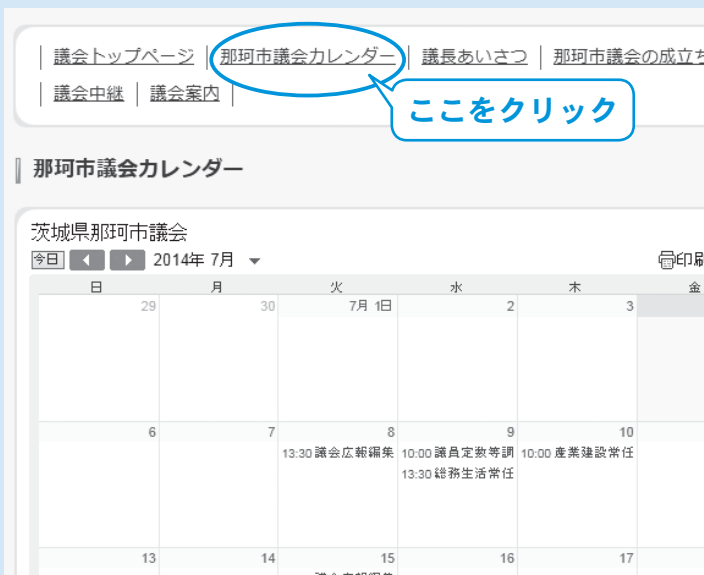 議会トップページ │ 那珂市議会カレンダー │ 議長あいさつ │ 那珂市議会の成立
議会中継 │ 議会案内
ここをクリック
那珂市議会カレンダー
茨城県那珂市議会
今日 2014年 7月 印刷
日 月 火 水 木 金
29 30 7月 1日 2 3
6 7 8 9 10
13:30 議会広報編集 10:00 議員定数等調 10:00 産業建設常任
13:30 総務生活常任
13 14 15 16 17